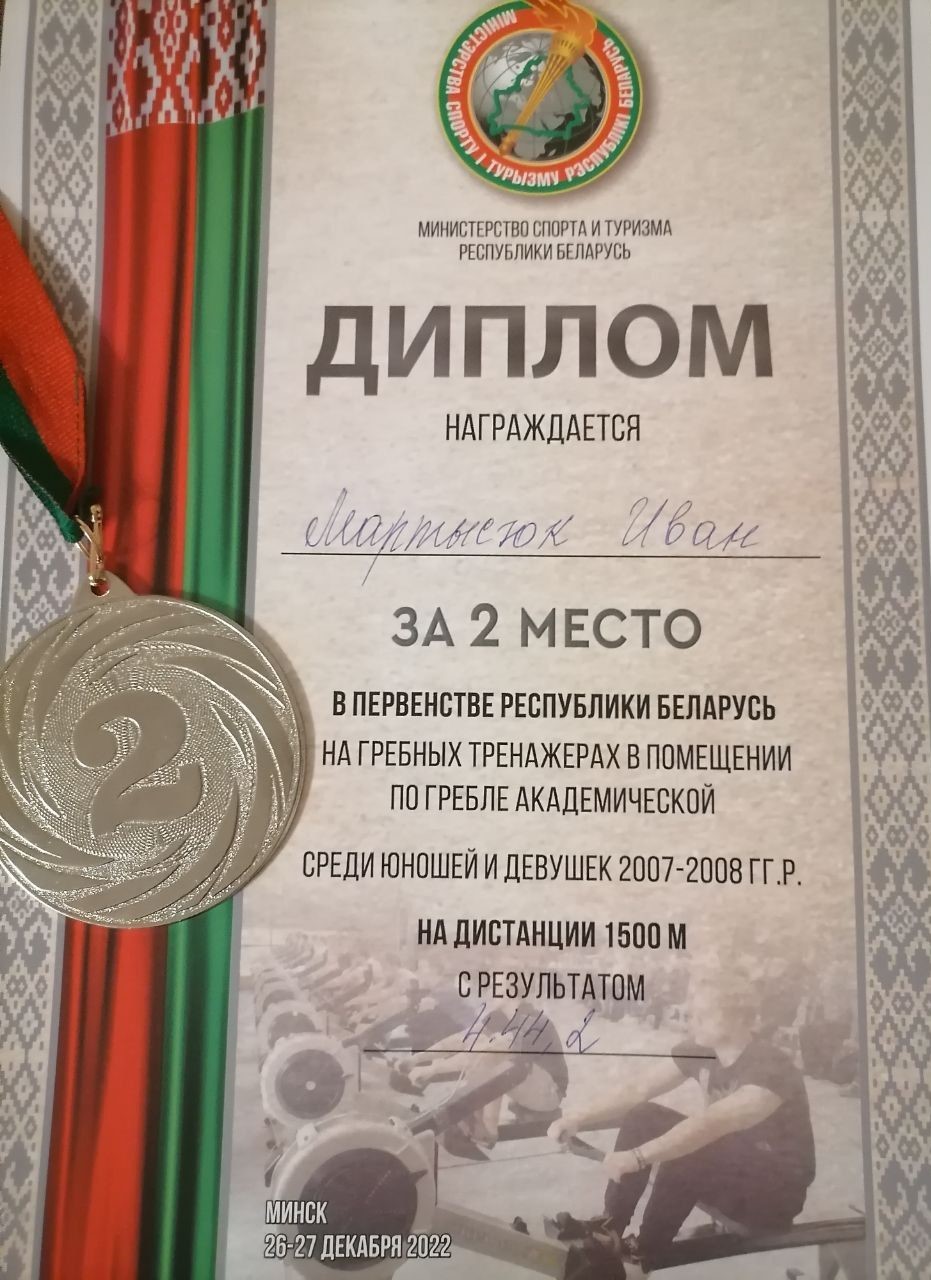 МІНІСТЭРСТВА СПОРТУ І ТУРЫЗМУ РЭСПУБЛІКІ БЕЛАРУСЬ
МИНИСТЕРСТВО СПОРТА И ТУРИЗМА
РЕСПУБЛИКИ БЕЛАРУСЬ
ДИПЛОМ
НАГРАЖДАЕТСЯ
Мартысюк Иван
ЗА 2 МЕСТО
2
В ПЕРВЕНСТВЕ РЕСПУБЛИКИ БЕЛАРУСЬ
НА ГРЕБНЫХ ТРЕНАЖЕРАХ В ПОМЕЩЕНИИ
ПО ГРЕБЛЕ АКАДЕМИЧЕСКОЙ
СРЕДИ ЮНОШЕЙ И ДЕВУШЕК 2007-2008 ГГ.Р.
НА ДИСТАНЦИИ 1500 М
С РЕЗУЛЬТАТОМ
4.44,2
МИНСК
26-27 ДЕКАБРЯ 2022